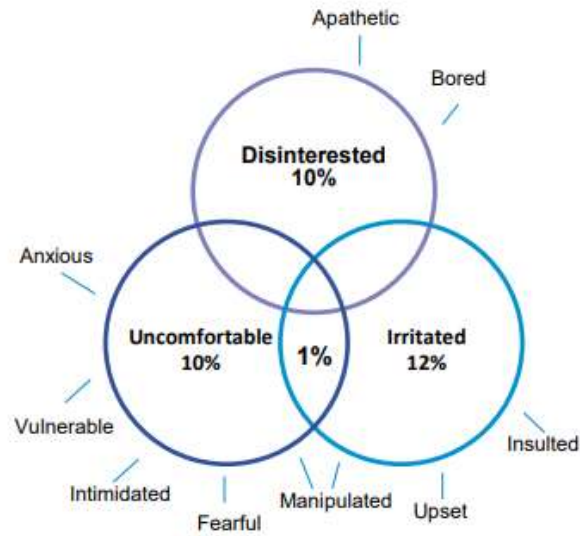 Apathetic
Bored
Disinterested
10%
Anxious
Uncomfortable
10%
1%
Irritated
12%
Vulnerable
Insulted
Intimidated
Manipulated
Upset
Fearful